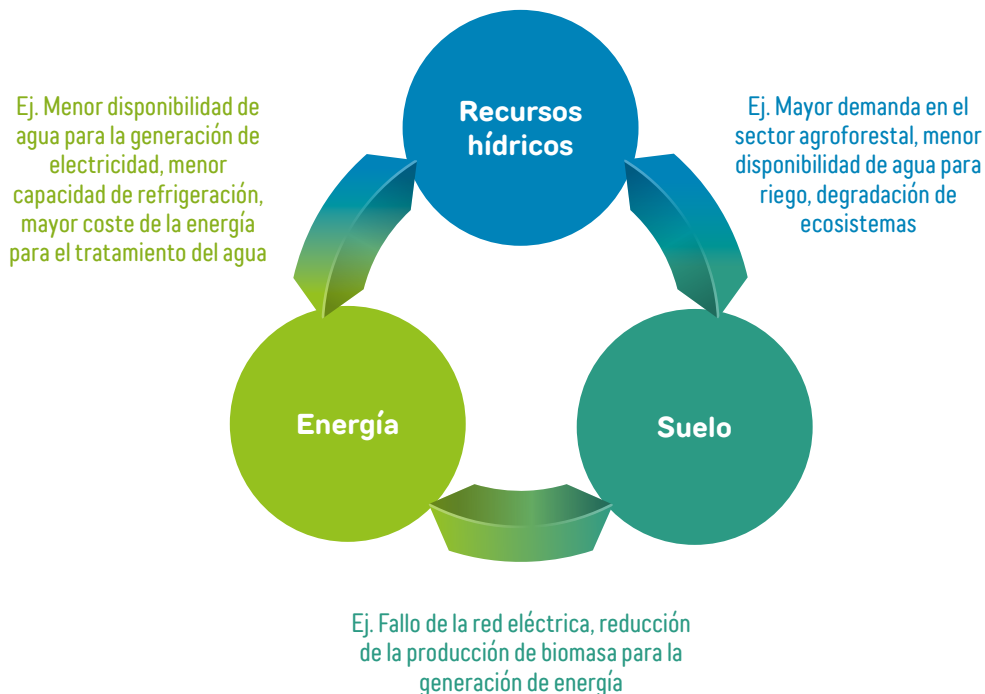 Recursos
hídricos
Ej. Menor disponibilidad de
agua para la generación de
electricidad, menor
capacidad de refrigeración,
mayor coste de la energía
para el tratamiento del agua
Ej. Mayor demanda en el
sector agroforestal, menor
disponibilidad de agua para
riego, degradación de
ecosistemas
Energía
Suelo
Ej. Fallo de la red eléctrica, reducción
de la producción de biomasa para la
generación de energía